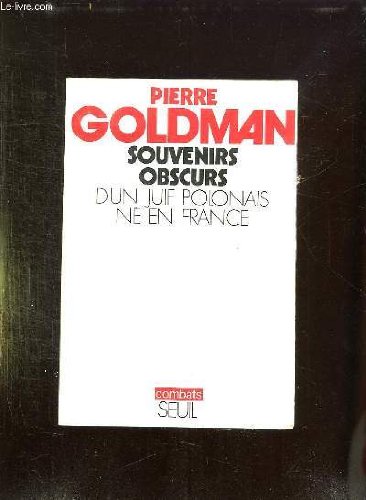 Le-livre.com
PIERRE
GOLDMAN
SOUVENIRS
OBSCURS
D'UN JUIF POLONAIS
NÉ EN FRANCE
combats
SEUIL